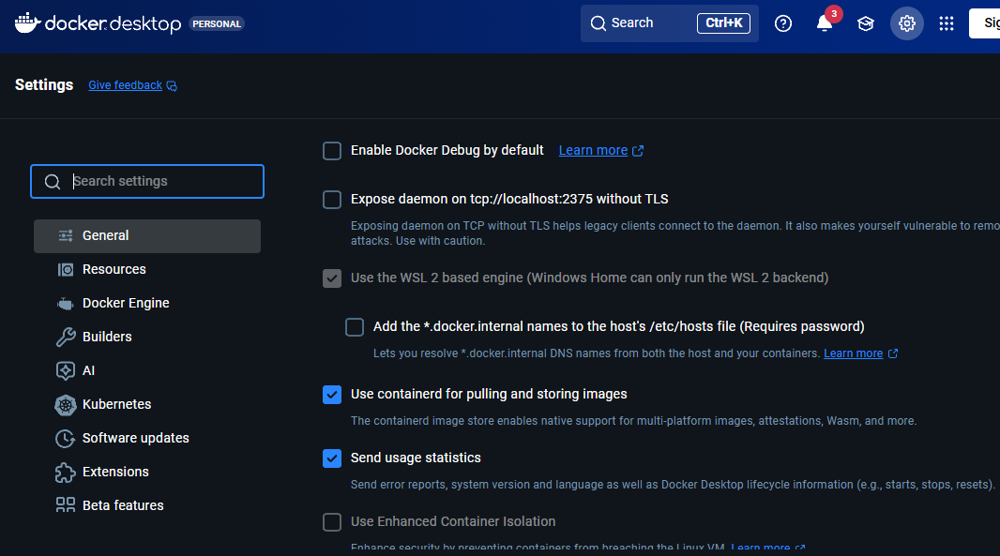 docker desktop PERSONAL
Search Ctrl+K
3
Settings Give feedback
Search settings
General
Resources
Docker Engine
Builders
AI
Kubernetes
Software updates
Extensions
Beta features
Enable Docker Debug by default Learn more
Expose daemon on tcp://localhost:2375 without TLS
Exposing daemon on TCP without TLS helps legacy clients connect to the daemon. It also makes yourself vulnerable to remo
attacks. Use with caution.
Use the WSL 2 based engine (Windows Home can only run the WSL 2 backend)
Add the *.docker.internal names to the host's /etc/hosts file (Requires password)
Lets you resolve *.docker.internal DNS names from both the host and your containers. Learn more
Use containerd for pulling and storing images
The containerd image store enables native support for multi-platform images, attestations, Wasm, and more.
Send usage statistics
Send error reports, system version and language as well as Docker Desktop lifecycle information (e.g., starts, stops, resets).
Use Enhanced Container Isolation
Enhance security by preventing containers from breaching the Linux VM. Learn more